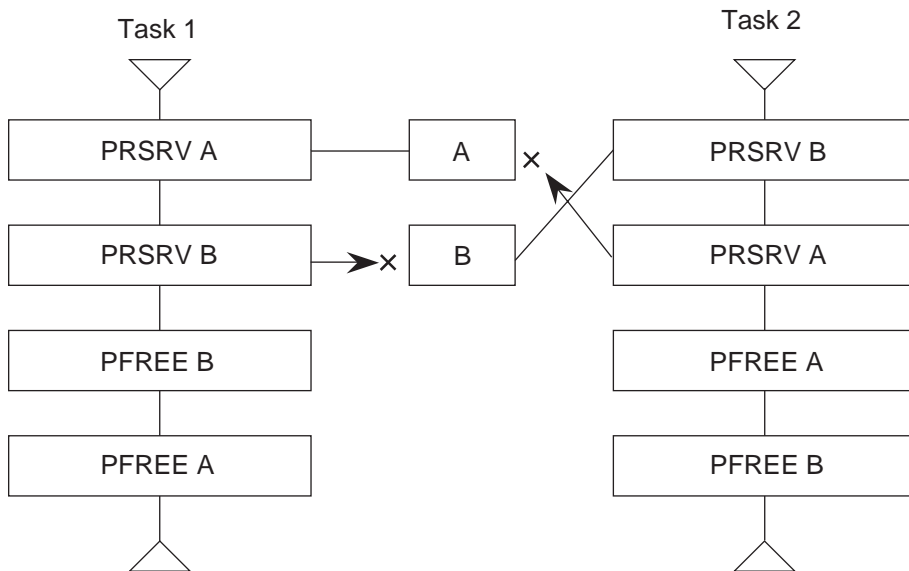 Task 1
Task 2
PRSRV A
A
PRSRV B
PRSRV B
B
PRSRV A
PFREE B
PFREE A
PFREE A
PFREE B